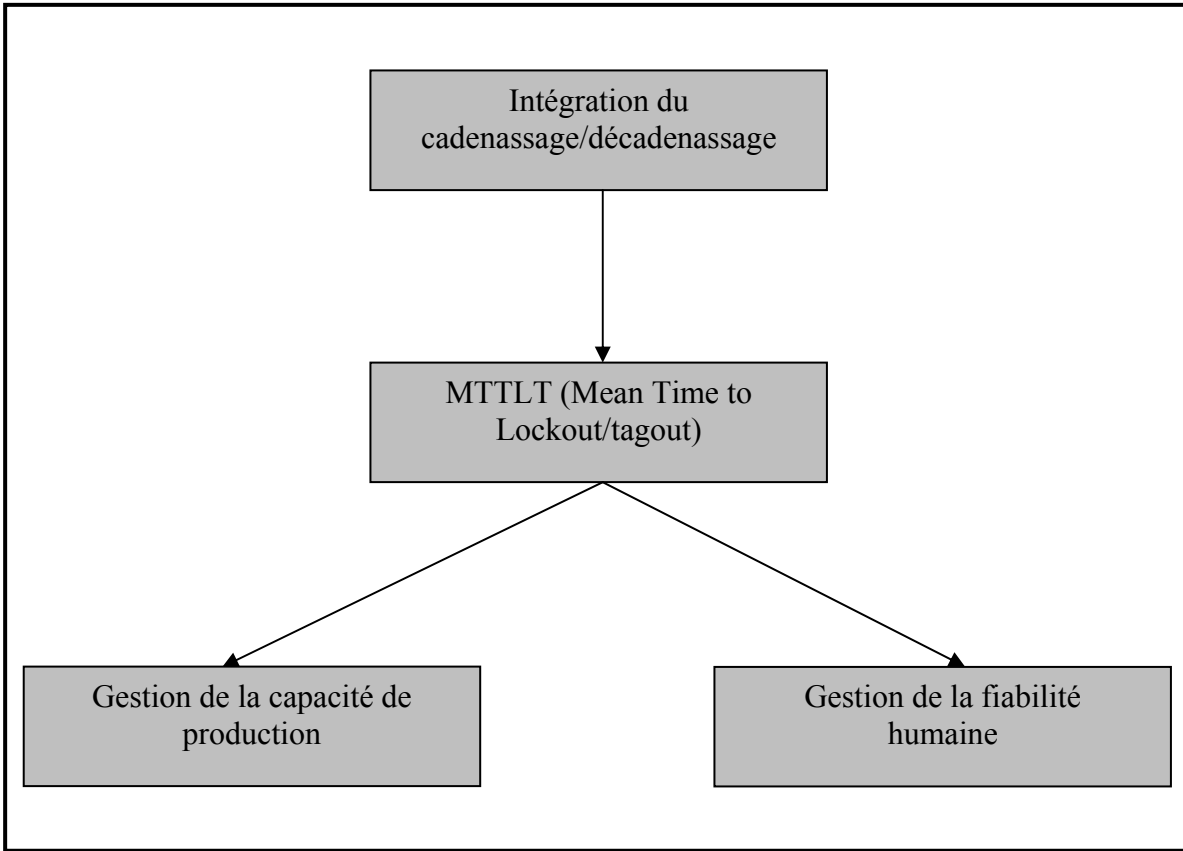 Intégration du
cadenassage/décadenassage
MTTLT (Mean Time to
Lockout/tagout)
Gestion de la capacité de
production
Gestion de la fiabilité
humaine